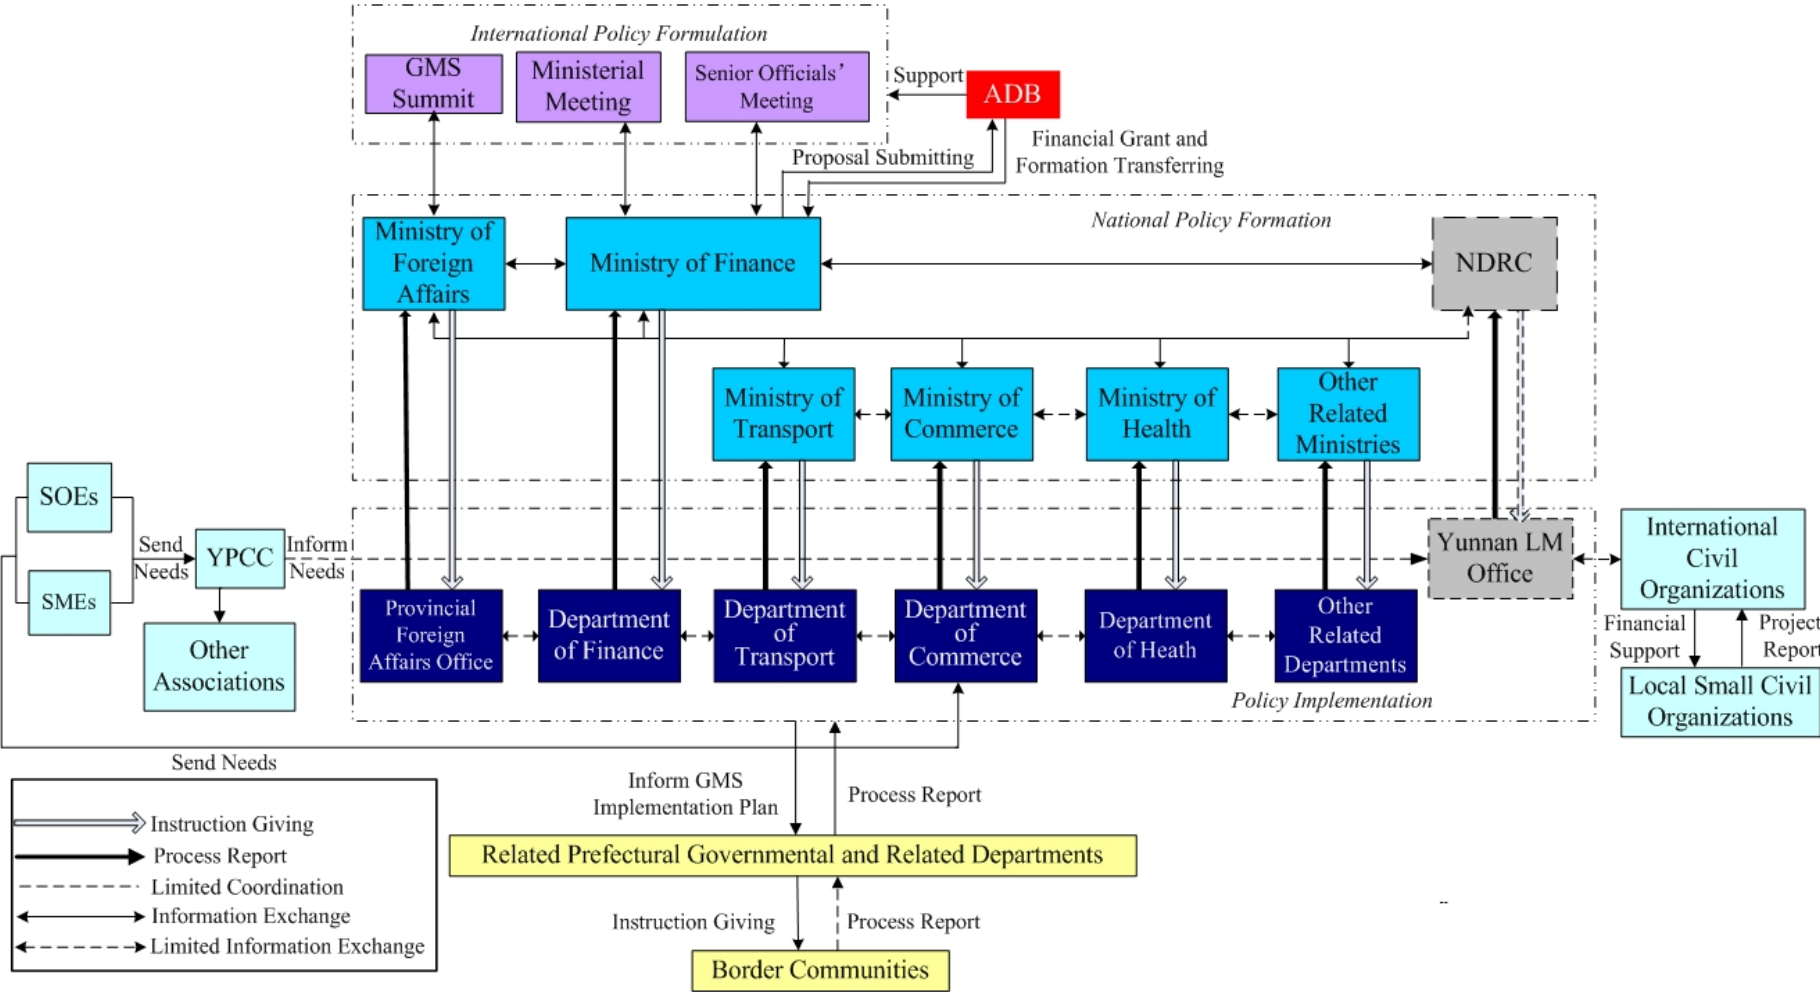 International Policy Formulation
GMS
Summit
Ministerial
Meeting
Senior Officials’
Meeting
Support
ADB
Proposal Submitting
Financial Grant and
Formation Transferring
National Policy Formation
Ministry of
Foreign
Affairs
Ministry of Finance
NDRC
Ministry of
Transport
Ministry of
Commerce
Ministry of
Health
Other
Related
Ministries
SOEs
SMEs
Send
Needs
YPCC
Inform
Needs
Other
Associations
Yunnan LM
Office
International
Civil
Organizations
Financial
Support
Project
Report
Local Small Civil
Organizations
Provincial
Foreign
Affairs Office
Department
of Finance
Department
of
Transport
Department
of
Commerce
Department
of Heath
Other
Related
Departments
Policy Implementation
Send Needs
Inform GMS
Implementation Plan
Process Report
Related Prefectural Governmental and Related Departments
Instruction Giving
Process Report
Border Communities
Instruction Giving
Process Report
Limited Coordination
Information Exchange
Limited Information Exchange